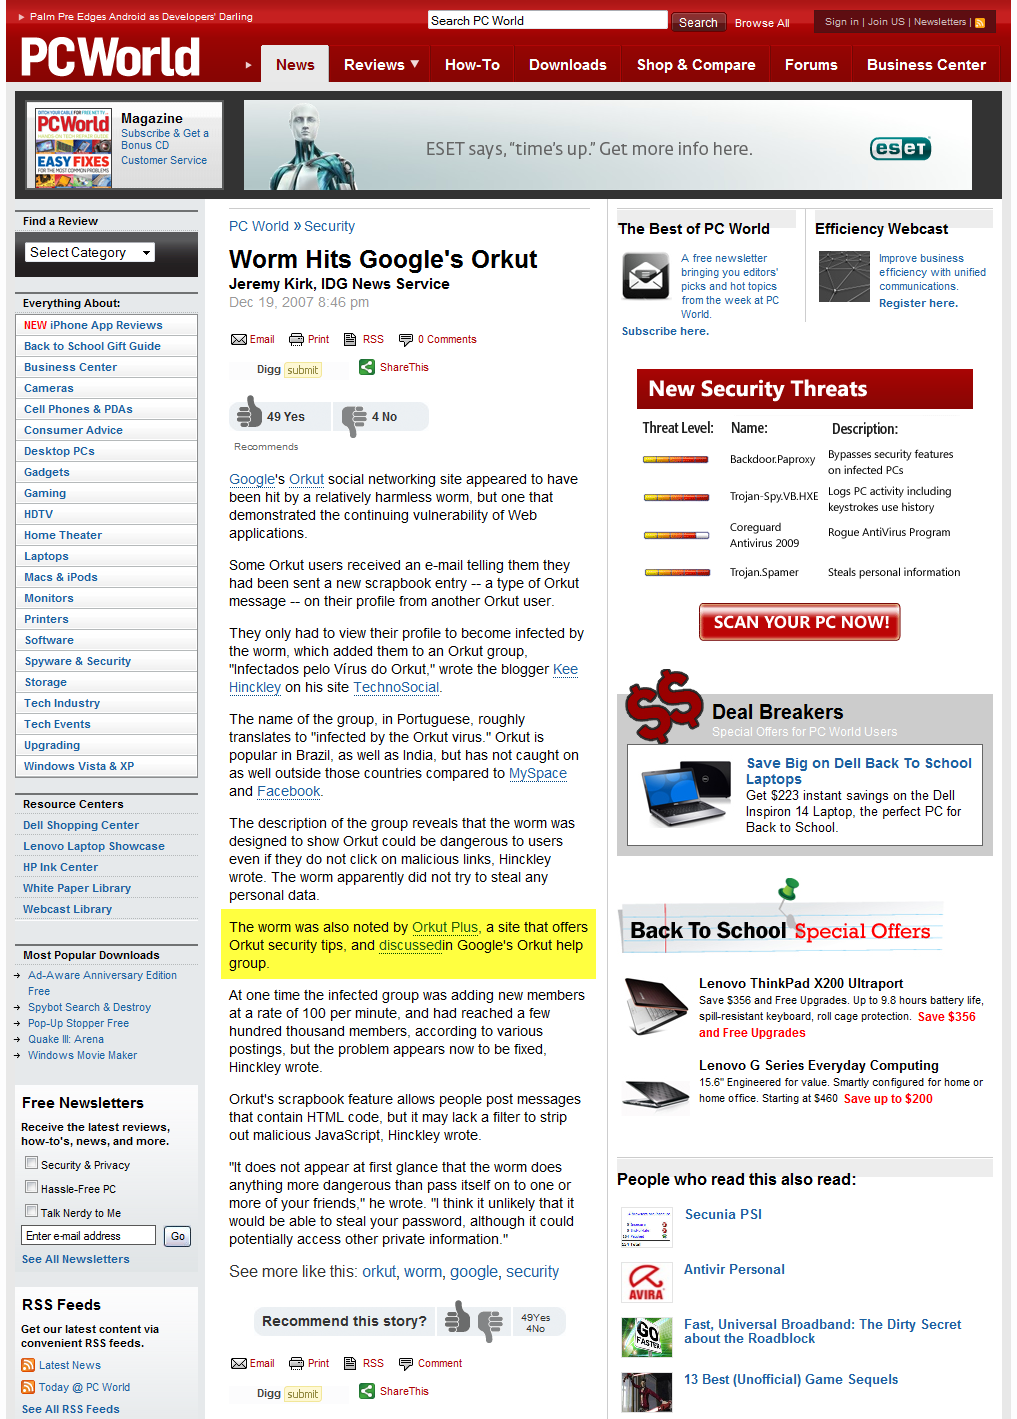 Palm Pre Edges Android as Developers' Darling
Search PC World
Search
Browse All
Sign in | Join US | Newsletters |
PCWorld
News
Reviews
How-To
Downloads
Shop & Compare
Forums
Business Center
PCWorld
EASY FIXES
FOR THE MOST COMMON PROBLEMS
Magazine
Subscribe & Get a
Bonus CD
Customer Service
ESET says, “time’s up.” Get more info here.
eseT
Find a Review
Select Category
Everything About:
NEW iPhone App Reviews
Back to School Gift Guide
Business Center
Cameras
Cell Phones & PDAs
Consumer Advice
Desktop PCs
Gadgets
Gaming
HDTV
Home Theater
Laptops
Macs & iPods
Monitors
Printers
Software
Spyware & Security
Storage
Tech Industry
Tech Events
Upgrading
Windows Vista & XP
Resource Centers
Dell Shopping Center
Lenovo Laptop Showcase
HP Ink Center
White Paper Library
Webcast Library
Most Popular Downloads
Ad-Aware Anniversary Edition
Free
Spybot Search & Destroy
Pop-Up Stopper Free
Quake III: Arena
Windows Movie Maker
Free Newsletters
Receive the latest reviews,
how-to's, news, and more.
Security & Privacy
Hassle-Free PC
Talk Nerdy to Me
Enter e-mail address
Go
See All Newsletters
RSS Feeds
Get our latest content via
convenient RSS feeds.
Latest News
Today @ PC World
See All RSS Feeds
PC World » Security
Worm Hits Google's Orkut
Jeremy Kirk, IDG News Service
Dec 19, 2007 8:46 pm
Email
Print
RSS
0 Comments
Digg submit
ShareThis
49 Yes
4 No
Recommends
Google's Orkut social networking site appeared to have
been hit by a relatively harmless worm, but one that
demonstrated the continuing vulnerability of Web
applications.
Some Orkut users received an e-mail telling them they
had been sent a new scrapbook entry -- a type of Orkut
message -- on their profile from another Orkut user.
They only had to view their profile to become infected by
the worm, which added them to an Orkut group,
"Infectados pelo Vírus do Orkut," wrote the blogger Kee
Hinckley on his site TechnoSocial.
The name of the group, in Portuguese, roughly
translates to "infected by the Orkut virus." Orkut is
popular in Brazil, as well as India, but has not caught on
as well outside those countries compared to MySpace
and Facebook.
The description of the group reveals that the worm was
designed to show Orkut could be dangerous to users
even if they do not click on malicious links, Hinckley
wrote. The worm apparently did not try to steal any
personal data.
The worm was also noted by Orkut Plus, a site that offers
Orkut security tips, and discussedin Google's Orkut help
group.
At one time the infected group was adding new members
at a rate of 100 per minute, and had reached a few
hundred thousand members, according to various
postings, but the problem appears now to be fixed,
Hinckley wrote.
Orkut's scrapbook feature allows people post messages
that contain HTML code, but it may lack a filter to strip
out malicious JavaScript, Hinckley wrote.
"It does not appear at first glance that the worm does
anything more dangerous than pass itself on to one or
more of your friends," he wrote. "I think it unlikely that it
would be able to steal your password, although it could
potentially access other private information."
See more like this: orkut, worm, google, security
Recommend this story?
49Yes
4No
Email
Print
RSS
Comment
Digg submit
ShareThis
The Best of PC World
A free newsletter
bringing you editors'
picks and hot topics
from the week at PC
World.
Subscribe here.
Efficiency Webcast
Improve business
efficiency with unified
communications.
Register here.
New Security Threats
Threat Level: Name: Description:
Backdoor.Paproxy
Bypasses security features
on infected PCs
Trojan-Spy.VB.HXE
Logs PC activity including
keystrokes use history
Coreguard
Antivirus 2009
Rogue AntiVirus Program
Trojan.Spamer
Steals personal information
SCAN YOUR PC NOW!
$$
Deal Breakers
Special Offers for PC World Users
Save Big on Dell Back To School
Laptops
Get $223 instant savings on the Dell
Inspiron 14 Laptop, the perfect PC for
Back to School.
Back To School Special Offers
Lenovo ThinkPad X200 Ultraport
Save $356 and Free Upgrades. Up to 9.8 hours battery life,
spill-resistant keyboard, roll cage protection. Save $356
and Free Upgrades
Lenovo G Series Everyday Computing
15.6" Engineered for value. Smartly configured for home or
home office. Starting at $460 Save up to $200
People who read this also read:
Secunia PSI
AVIRA
Antivir Personal
GO
FASTER
Fast, Universal Broadband: The Dirty Secret
about the Roadblock
13 Best (Unofficial) Game Sequels